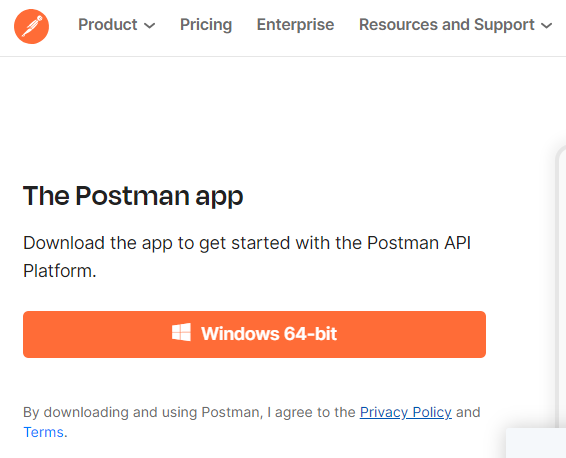 Product Pricing Enterprise Resources and Support
The Postman app
Download the app to get started with the Postman API
Platform.
Windows 64-bit
By downloading and using Postman, I agree to the Privacy Policy and
Terms.